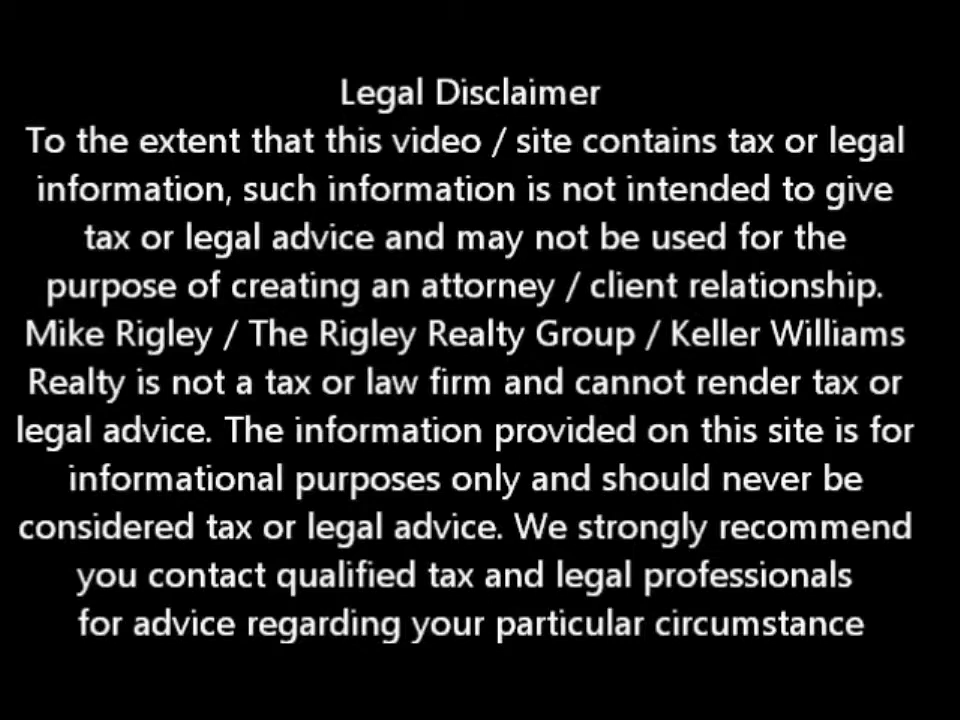 Legal Disclaimer
To the extent that this video / site contains tax or legal
information, such information is not intended to give
tax or legal advice and may not be used for the
purpose of creating an attorney / client relationship.
Mike Rigley / The Rigley Realty Group / Keller Williams
Realty is not a tax or law firm and cannot render tax or
legal advice. The information provided on this site is for
informational purposes only and should never be
considered tax or legal advice. We strongly recommend
you contact qualified tax and legal professionals
for advice regarding your particular circumstance